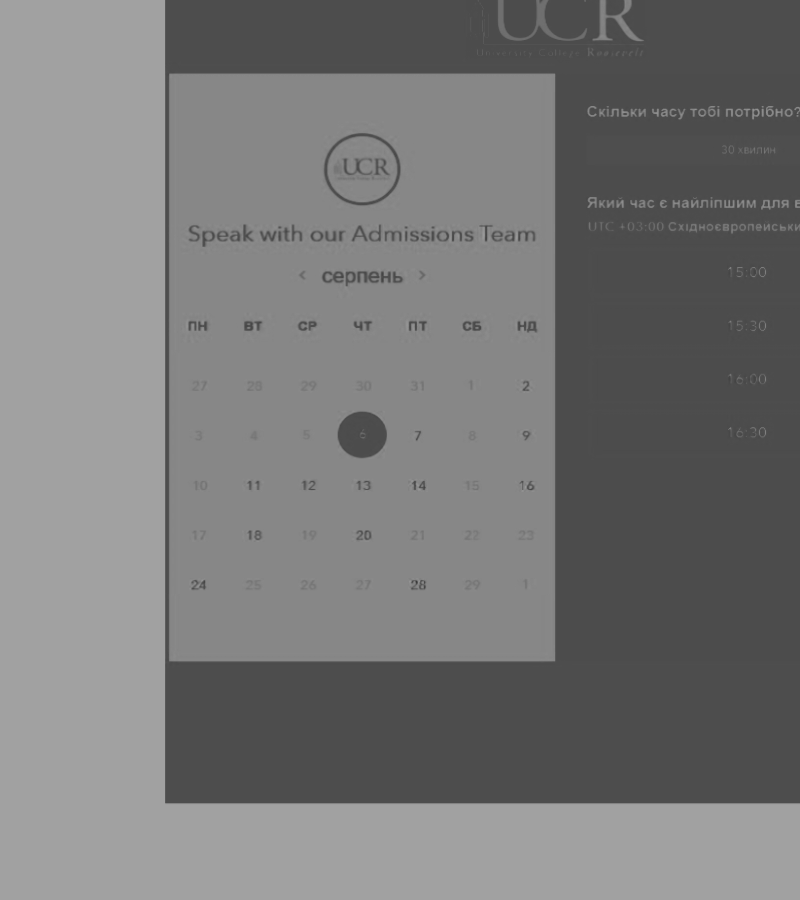 UCR
University College Roosevelt
UCR
Speak with our Admissions Team
< серпень >
ПН ВТ СР ЧТ ПТ СБ НД
27 28 29 30 31 1 2
3 4 5 6 7 8 9
10 11 12 13 14 15 16
17 18 19 20 21 22 23
24 25 26 27 28 29 1
Скільки часу тобі потрібно?
30 хвилин
Який час є найліпшим для в
UTC +03:00 Східноєвропейськи
15:00
15:30
16:00
16:30